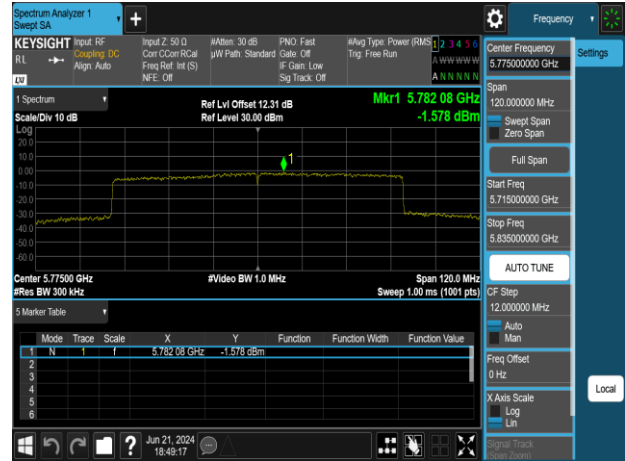 Spectrum Analyzer 1
Swept SA
+
Frequency
KEYSIGHT
RL
LXI
Input: RF
Coupling: DC
Align: Auto
Input Z: 50 Ω
Corr CCorr RCal
Freq Ref: Int (S)
NFE: Off
#Atten: 30 dB
µW Path: Standard
PNO: Fast
Gate: Off
IF Gain: Low
Sig Track: Off
#Avg Type: Power (RMS
Trig: Free Run
1 2 3 4 5 6
A W W W W W
A N N N N N
1 Spectrum
Scale/Div 10 dB
Ref Lvl Offset 12.31 dB
Ref Level 30.00 dBm
Mkr1 5.782 08 GHz
-1.578 dBm
Log
20.0
10.0
0.00
-10.0
-20.0
-30.0
-40.0
-50.0
-60.0
1
Center 5.77500 GHz
#Res BW 300 kHz
#Video BW 1.0 MHz
Span 120.0 MHz
Sweep 1.00 ms (1001 pts)
5 Marker Table
Mode Trace Scale X Y Function Function Width Function Value
1 N 1 f 5.782 08 GHz -1.578 dBm
2
3
4
5
6
?
Jun 21, 2024
18:49:17
Center Frequency
5.775000000 GHz
Settings
Span
120.000000 MHz
Swept Span
Zero Span
Full Span
Start Freq
5.715000000 GHz
Stop Freq
5.835000000 GHz
AUTO TUNE
CF Step
12.000000 MHz
Auto
Man
Freq Offset
0 Hz
X Axis Scale
Log
Lin
Local
Signal Track
(Span Zoom)